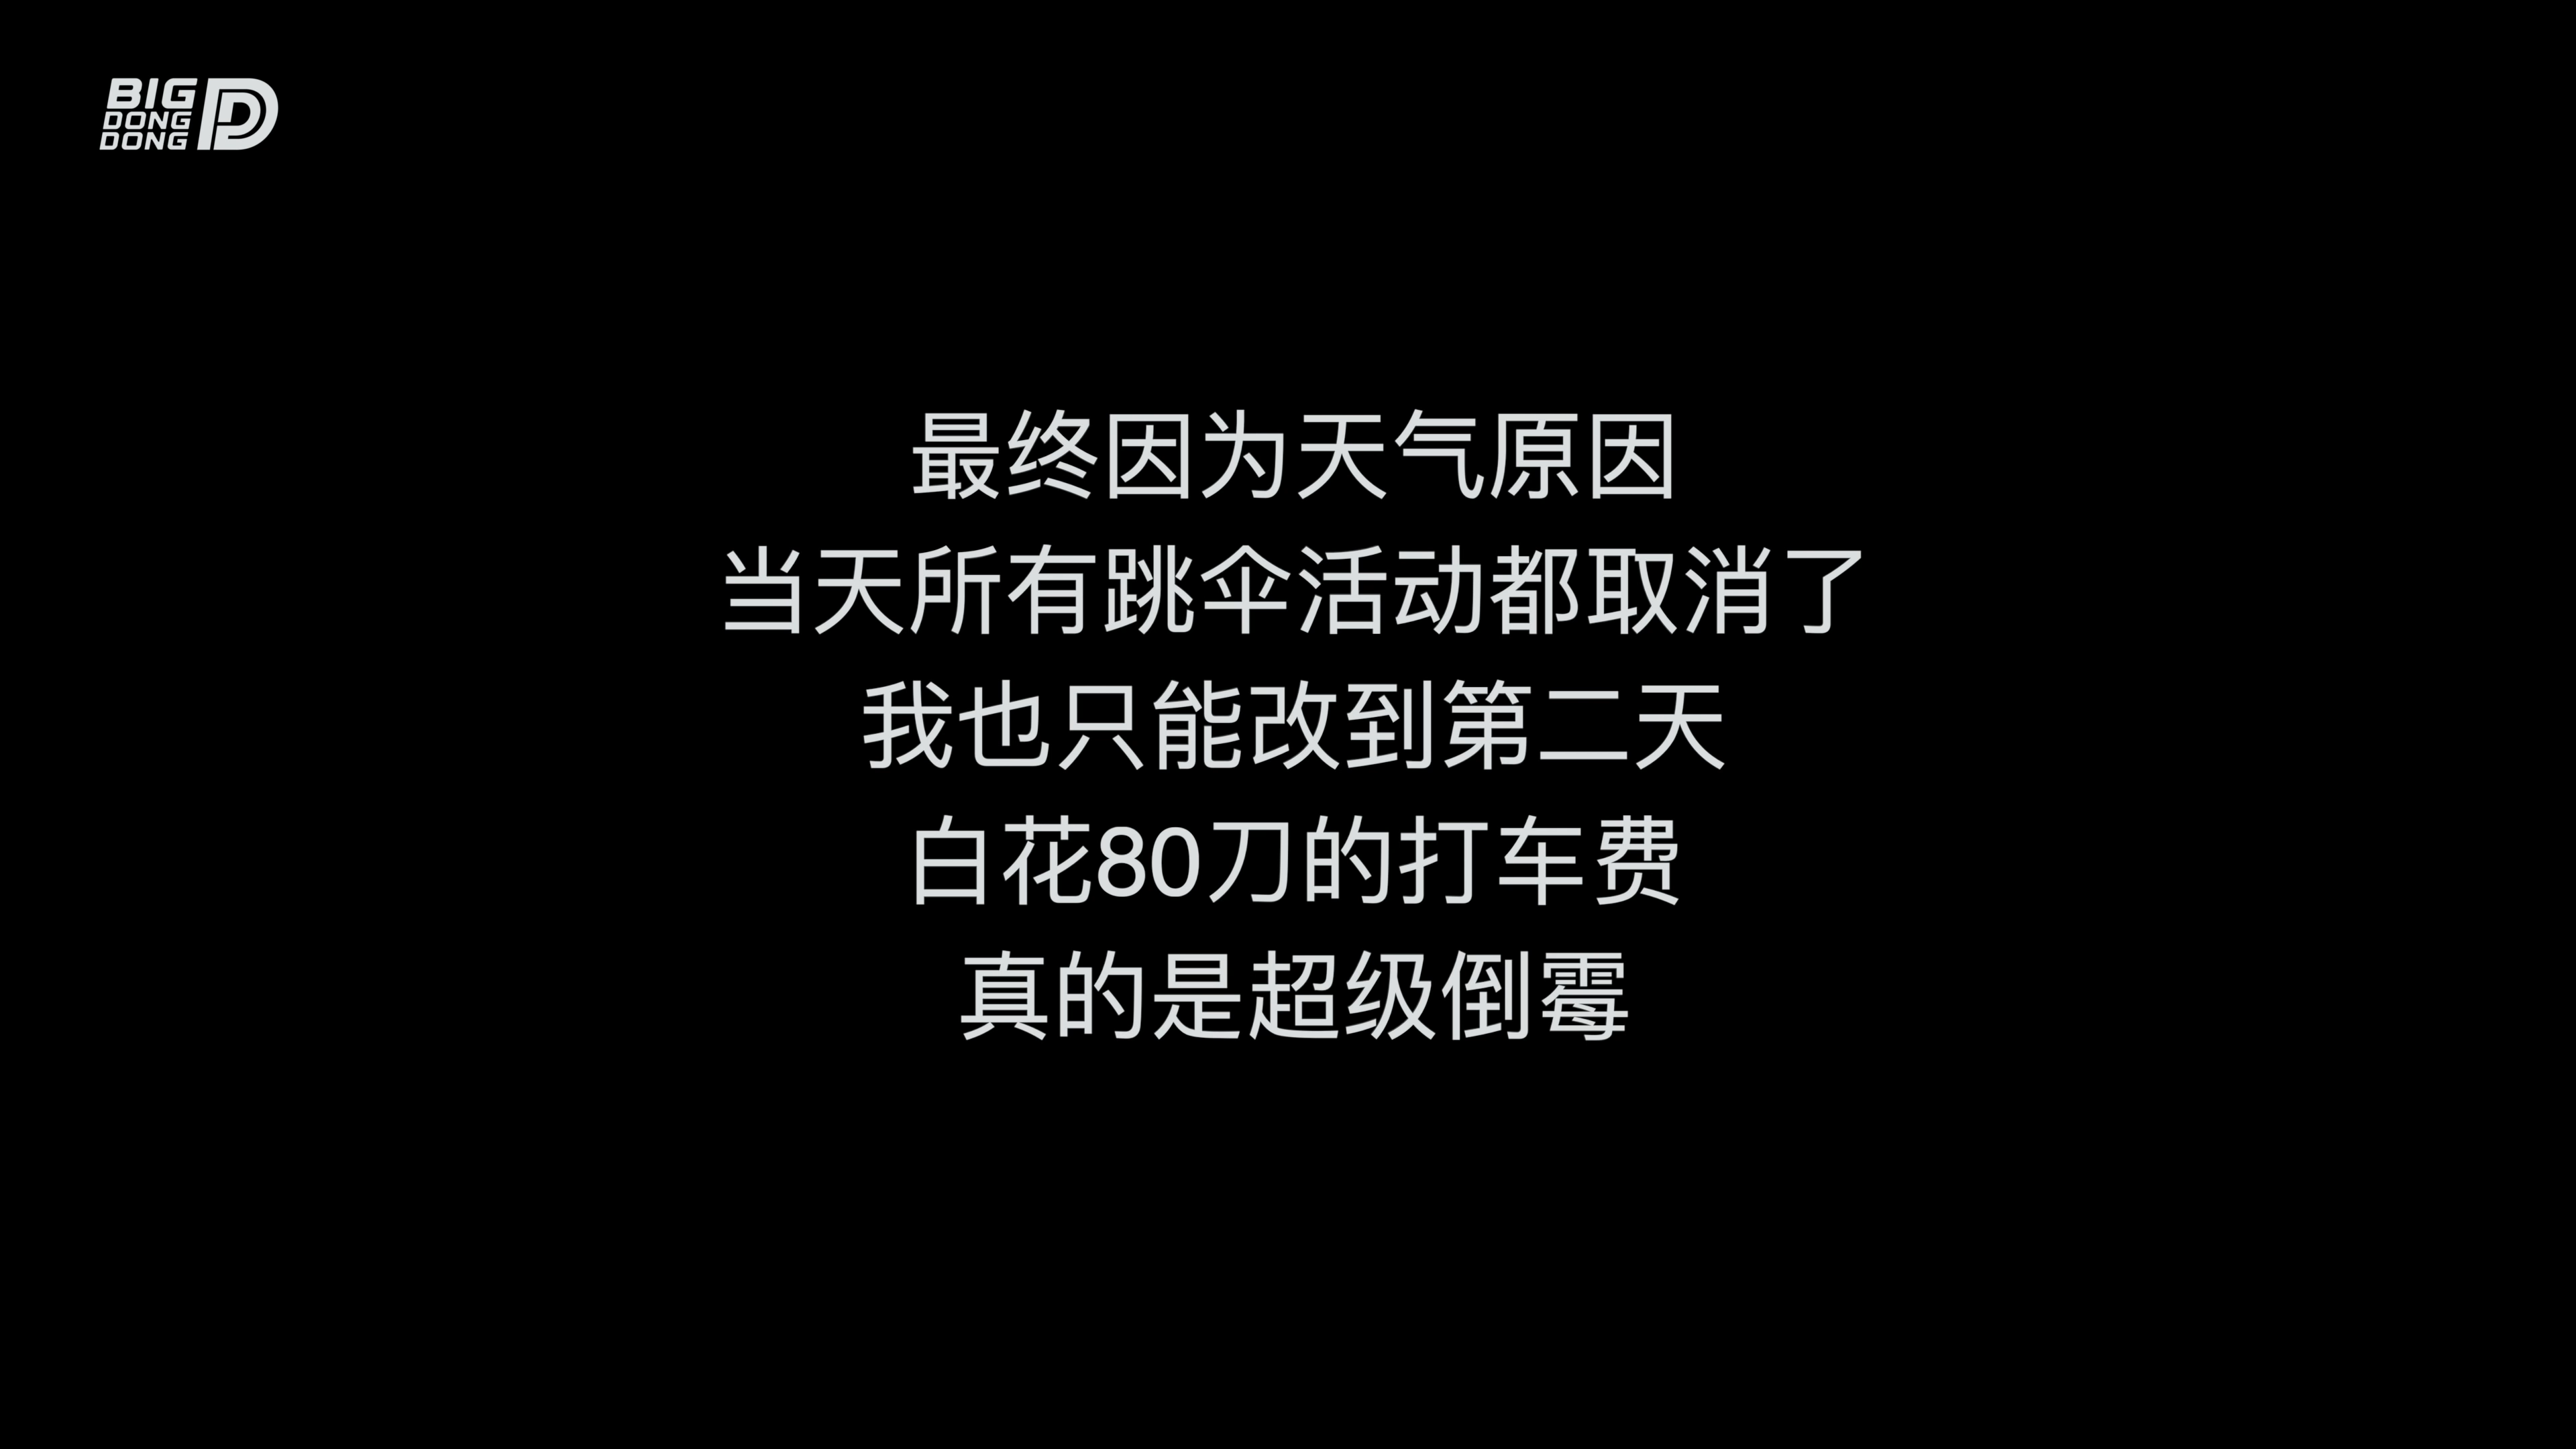 BIG
DONG
DONG
最终因为天气原因
当天所有跳伞活动都取消了
我也只能改到第二天
白花80刀的打车费
真的是超级倒霉